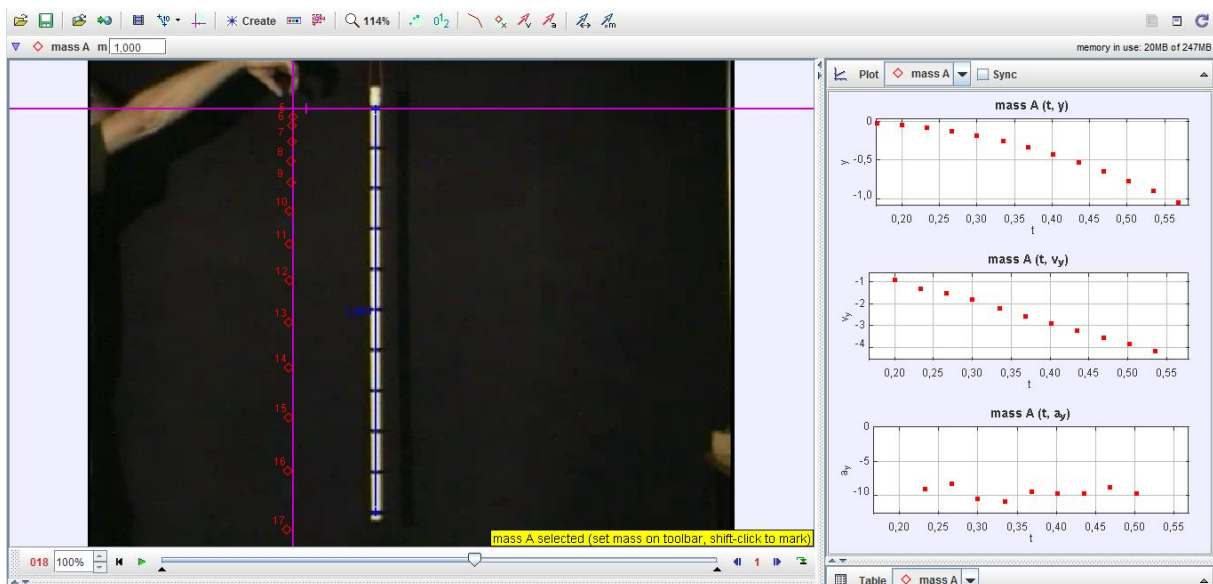 Create 114% 0¹₂ v a m
mass A m 1,000 memory in use: 20MB of 247MB
Plot mass A Sync
5
6
7
8
9
10
11
12
13
14
15
16
17
mass A (t, y)
0
-0,5
-1,0
y
0,20 0,25 0,30 0,35 0,40 0,45 0,50 0,55
t
mass A (t, vy)
-1
-2
-3
-4
vy
0,20 0,25 0,30 0,35 0,40 0,45 0,50 0,55
t
mass A (t, ay)
0
-5
-10
ay
0,20 0,25 0,30 0,35 0,40 0,45 0,50 0,55
t
mass A selected (set mass on toolbar, shift-click to mark)
018 100% 1
Table mass A